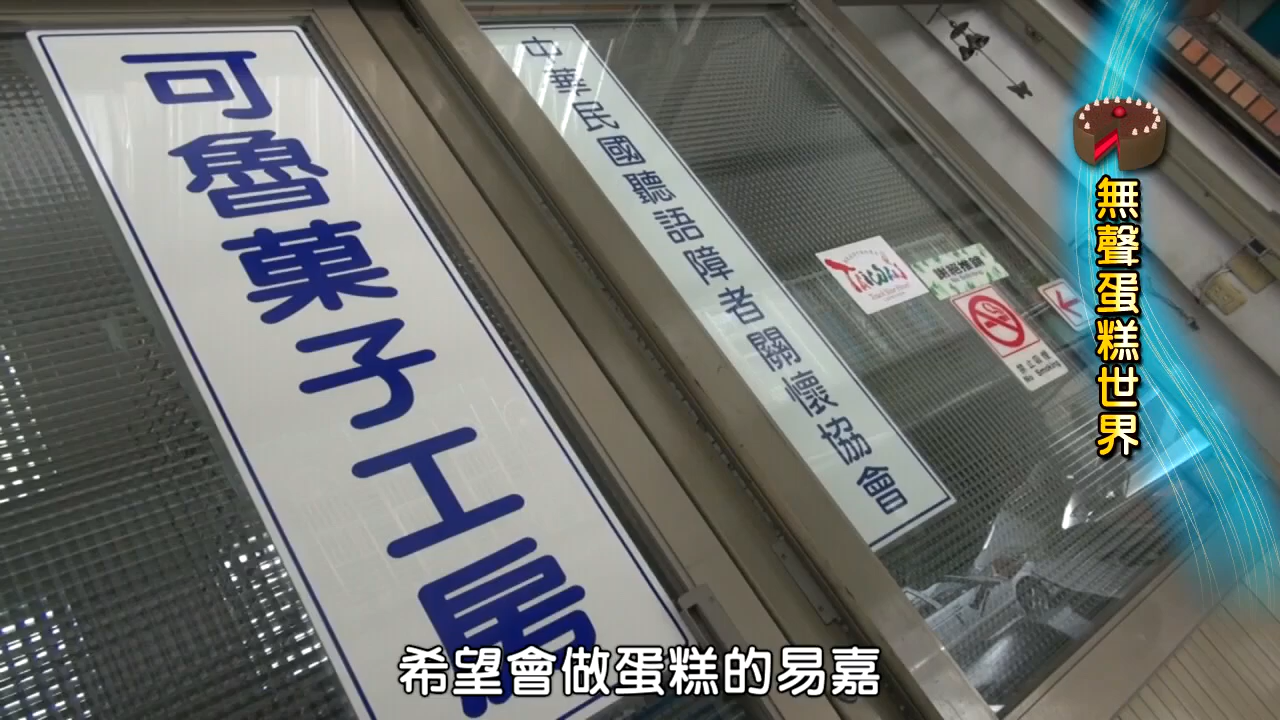 可魯菓子工房
中華民國聽語障者關懷協會
禁止吸煙
No Smoking
無聲蛋糕世界
希望會做蛋糕的易嘉